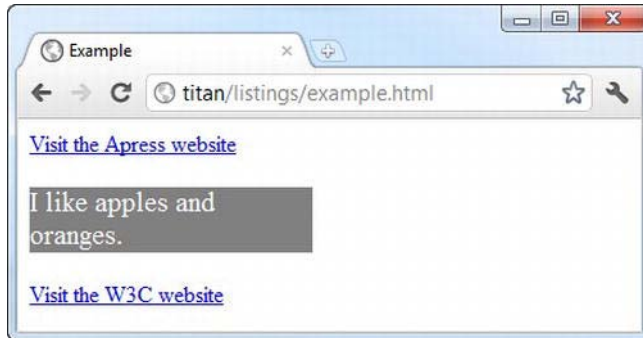 Example
titan/listings/example.html
Visit the Apress website
I like apples and
oranges.
Visit the W3C website